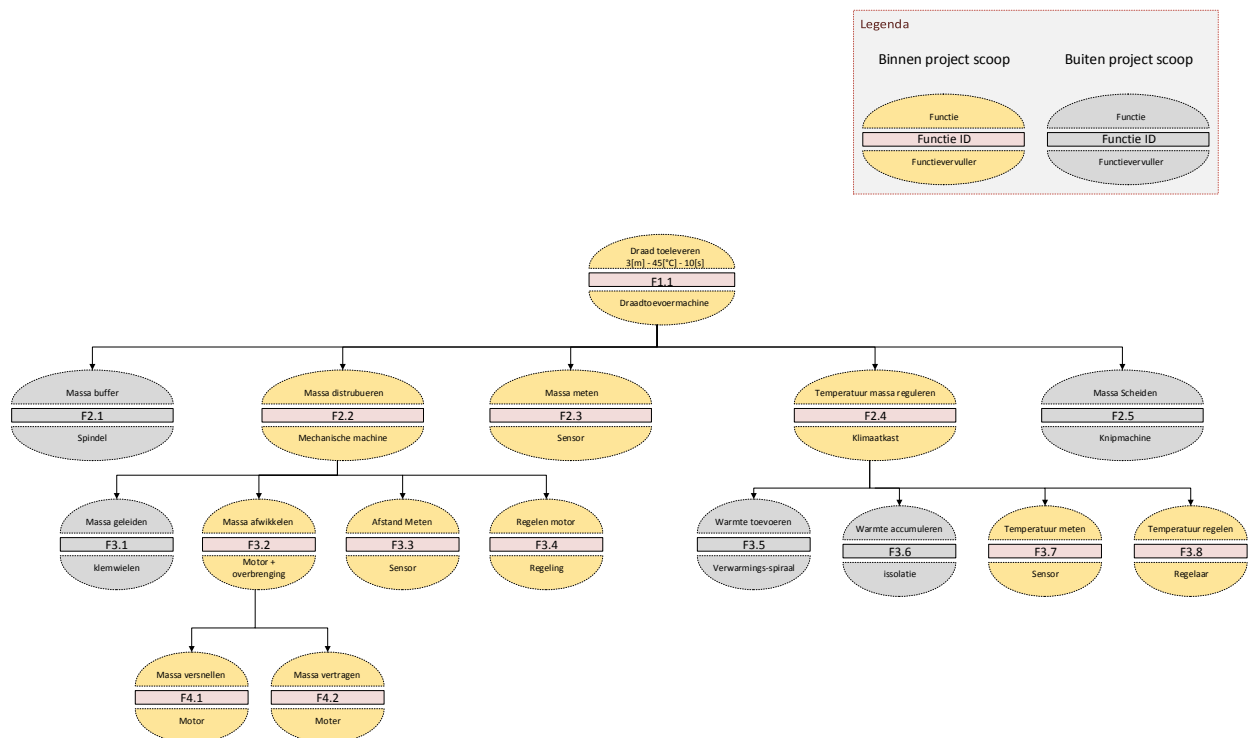 Legenda
Binnen project scoop
Buiten project scoop
Functie
Functie ID
Functievervuller
Functie
Functie ID
Functievervuller
Draad toeleveren
3[m] - 45[°C] - 10[s]
F1.1
Draadtoevoermachine
Massa buffer
F2.1
Spindel
Massa distrubueren
F2.2
Mechanische machine
Massa meten
F2.3
Sensor
Temperatuur massa reguleren
F2.4
Klimaatkast
Massa Scheiden
F2.5
Knipmachine
Massa geleiden
F3.1
klemwielen
Massa afwikkelen
F3.2
Motor +
overbrenging
Afstand Meten
F3.3
Sensor
Regelen motor
F3.4
Regeling
Warmte toevoeren
F3.5
Verwarmings-spiraal
Warmte accumuleren
F3.6
issolatie
Temperatuur meten
F3.7
Sensor
Temperatuur regelen
F3.8
Regelaar
Massa versnellen
F4.1
Motor
Massa vertragen
F4.2
Moter